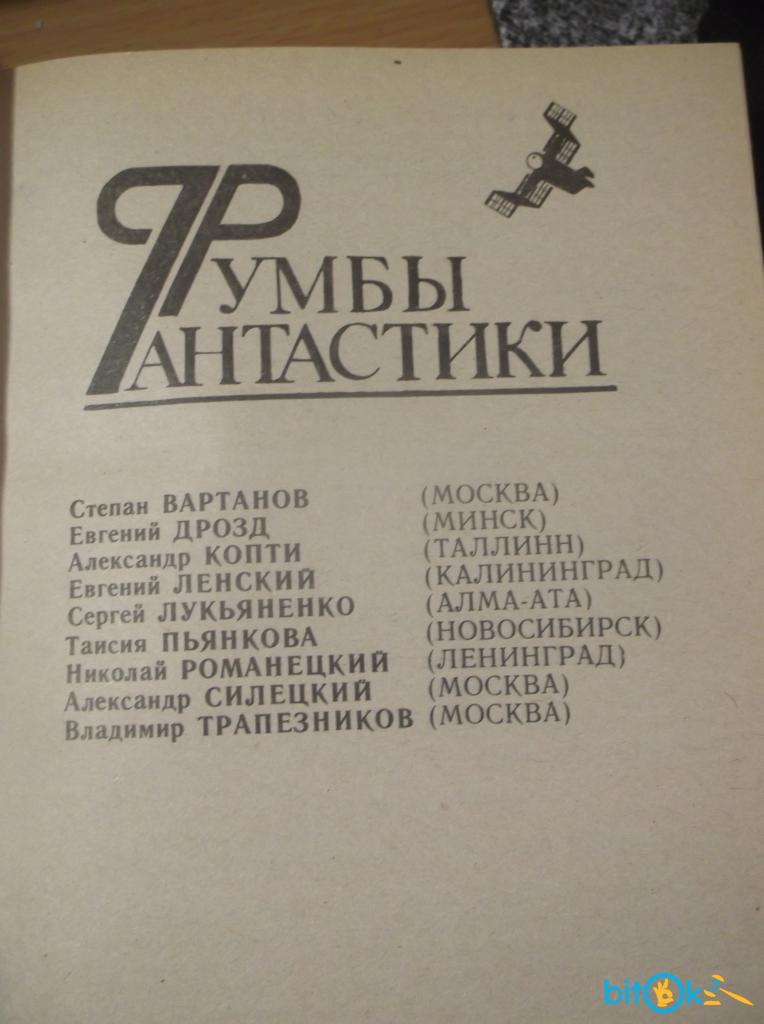 РУМБЫ
ФАНТАСТИКИ
Степан ВАРТАНОВ (МОСКВА)
Евгений ДРОЗД (МИНСК)
Александр КОПТИ (ТАЛЛИНН)
Евгений ЛЕНСКИЙ (КАЛИНИНГРАД)
Сергей ЛУКЬЯНЕНКО (АЛМА-АТА)
Таисия ПЬЯНКОВА (НОВОСИБИРСК)
Николай РОМАНЕЦКИЙ (ЛЕНИНГРАД)
Александр СИЛЕЦКИЙ (МОСКВА)
Владимир ТРАПЕЗНИКОВ (МОСКВА)
bitOk